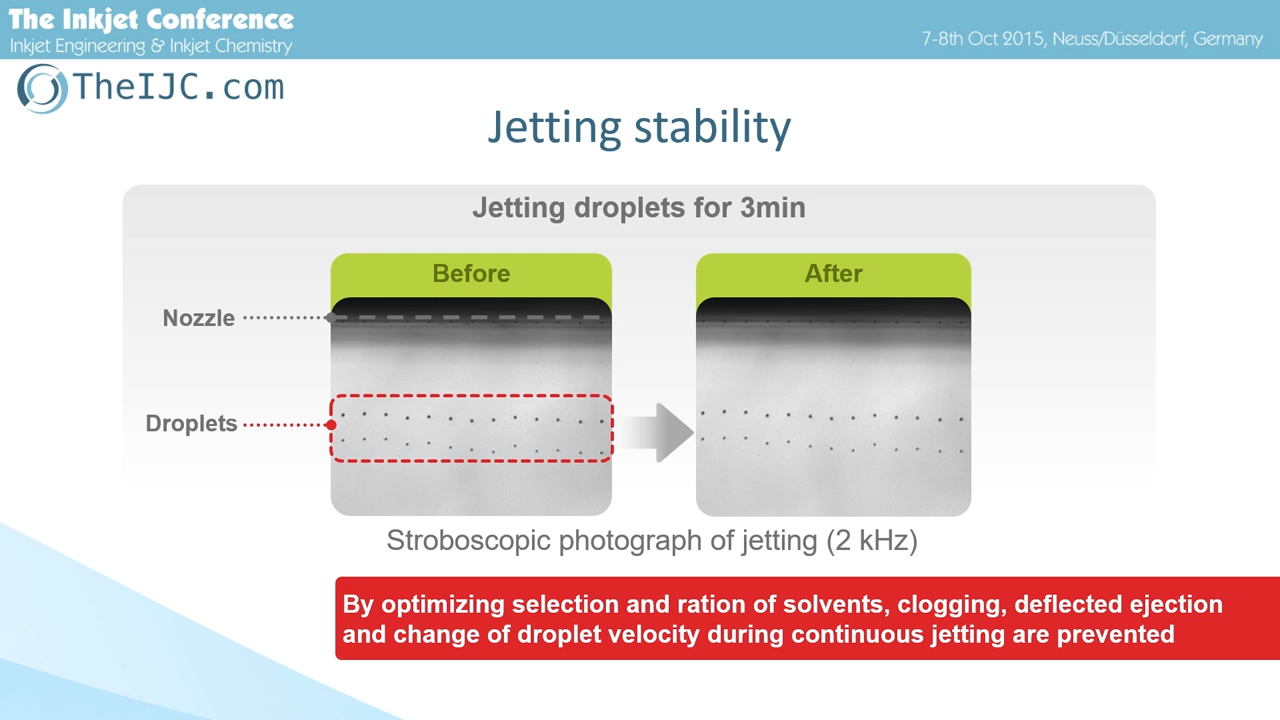 The Inkjet Conference
Inkjet Engineering & Inkjet Chemistry
7-8th Oct 2015, Neuss/Düsseldorf, Germany
TheIJC.com
Jetting stability
Jetting droplets for 3min
Before
After
Nozzle
Droplets
Stroboscopic photograph of jetting (2 kHz)
By optimizing selection and ration of solvents, clogging, deflected ejection
and change of droplet velocity during continuous jetting are prevented